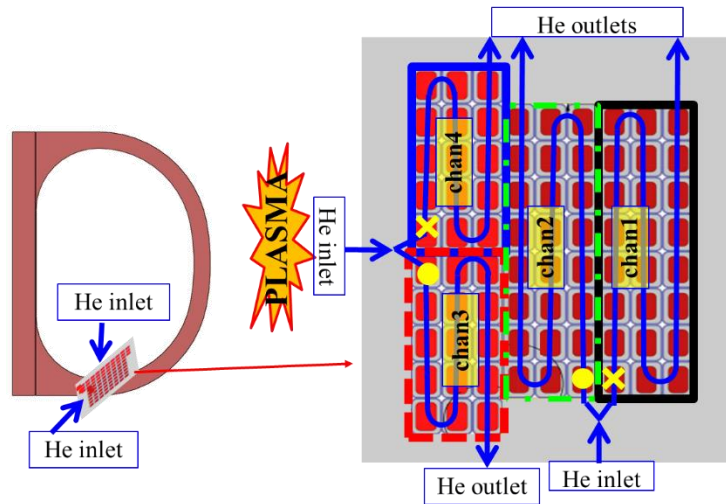 He outlets
chan4
He inlet
PLASMA
chan2
chan1
He inlet
chan3
He inlet
He outlet
He inlet